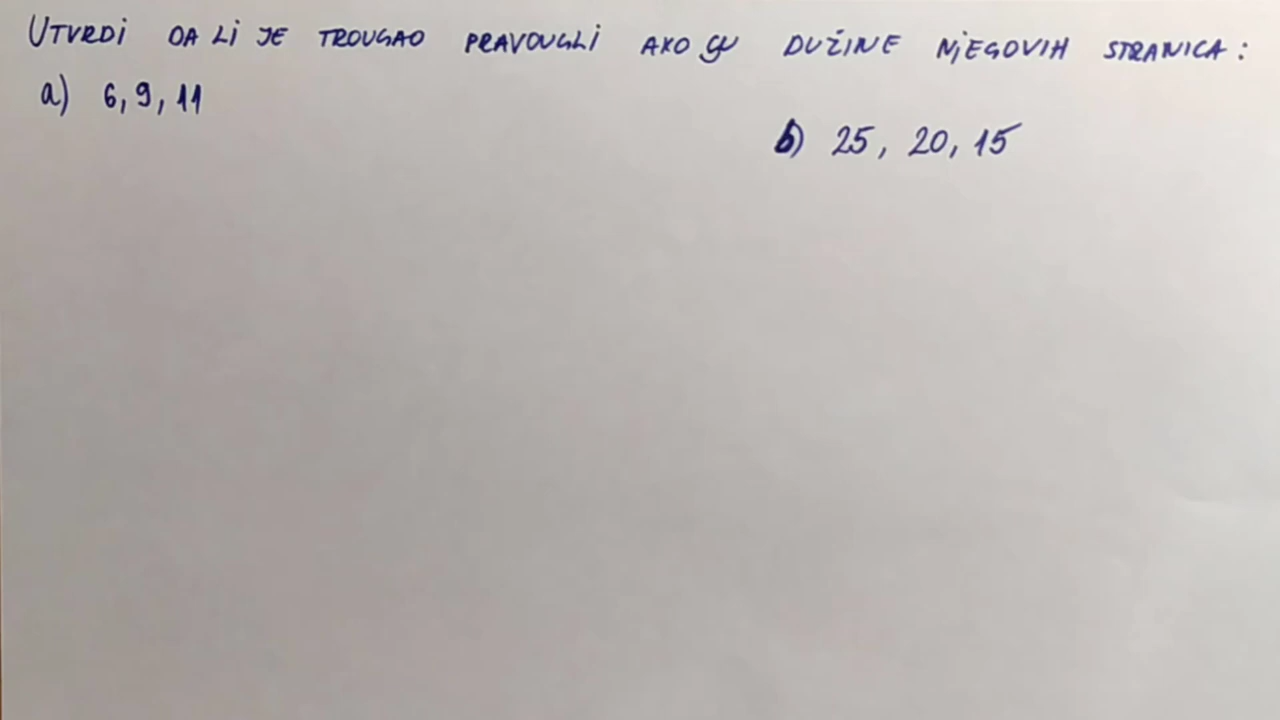 UTVRDI DA LI JE TROUGAO PRAVOUGLI AKO SU DUŽINE NJEGOVIH STRANICA:
a) 6, 9, 11
b) 25, 20, 15